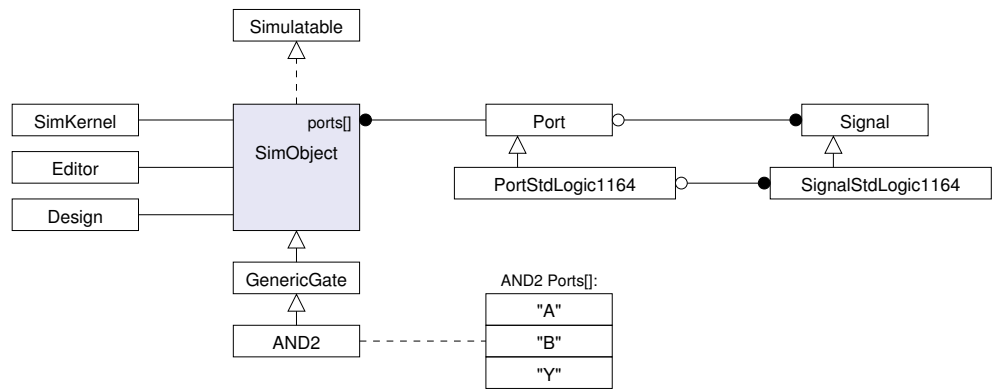 Simulatable
SimKernel
ports[]
Port
Signal
SimObject
Editor
PortStdLogic1164
SignalStdLogic1164
Design
GenericGate
AND2 Ports[]:
"A"
AND2
"B"
"Y"